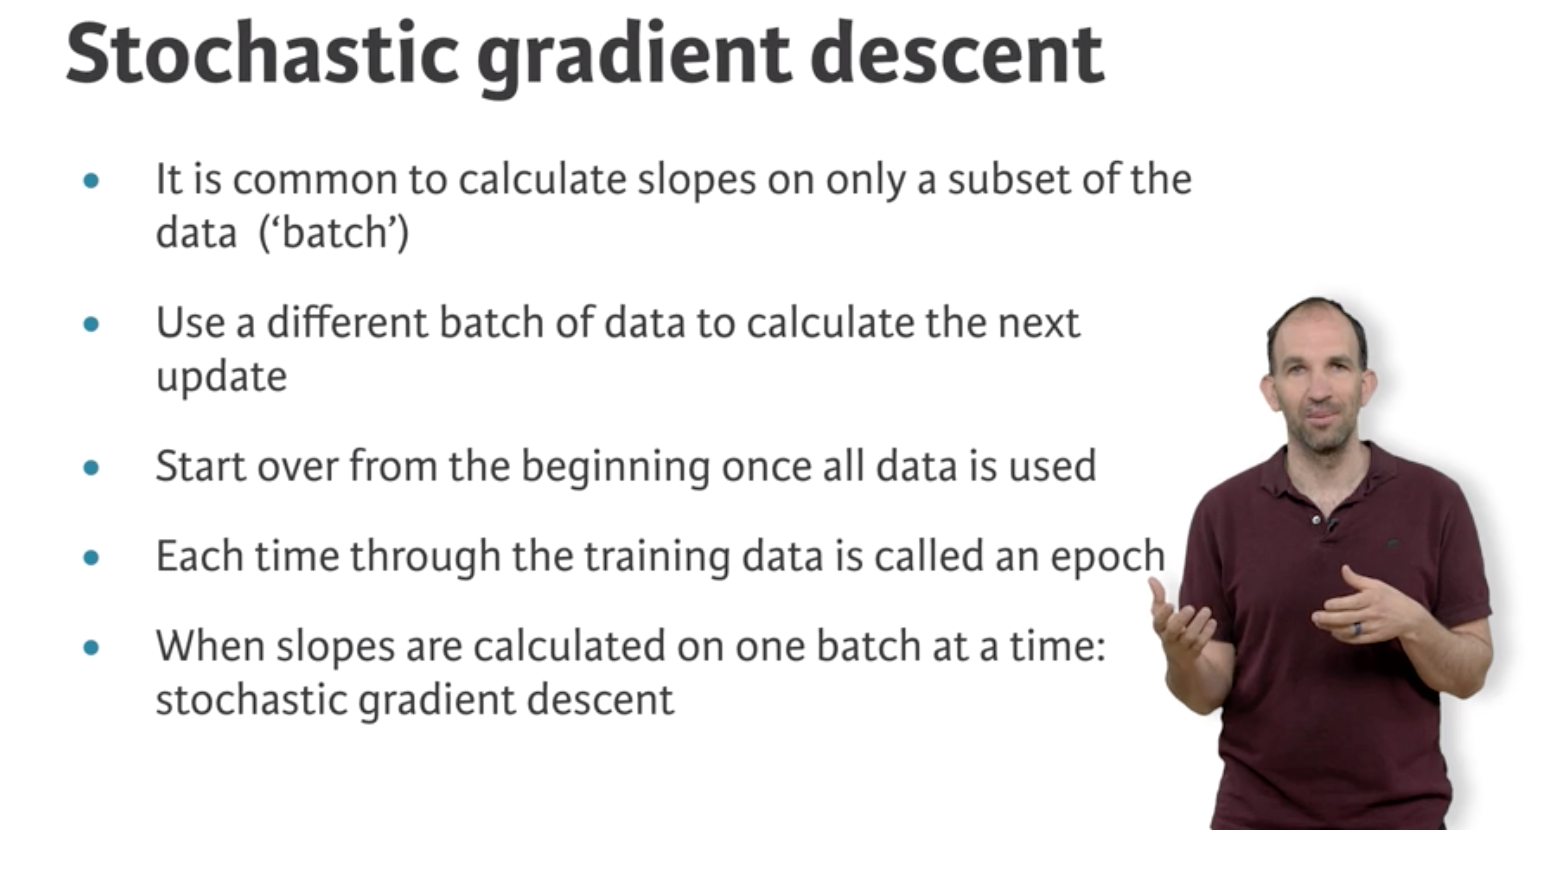 Stochastic gradient descent
It is common to calculate slopes on only a subset of the
data  (‘batch’)
Use a different batch of data to calculate the next
update
Start over from the beginning once all data is used
Each time through the training data is called an epoch
When slopes are calculated on one batch at a time:
stochastic gradient descent